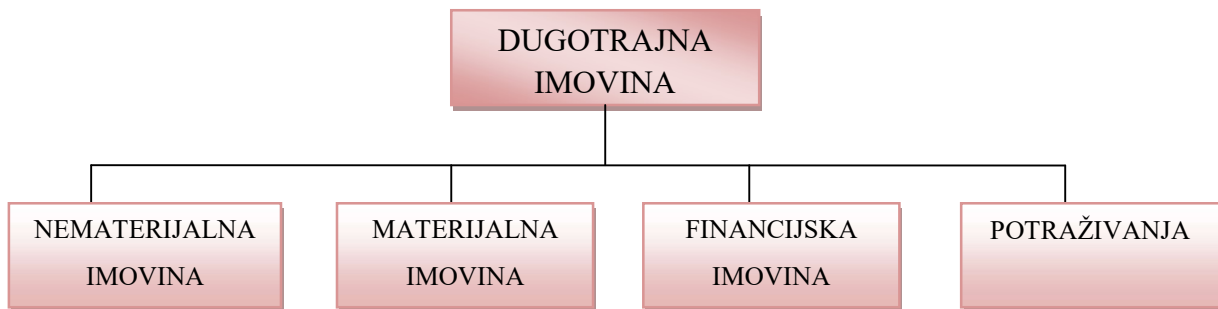 DUGOTRAJNA
IMOVINA
NEMATERIJALNA
IMOVINA
MATERIJALNA
IMOVINA
FINANCIJSKA
IMOVINA
POTRAŽIVANJA